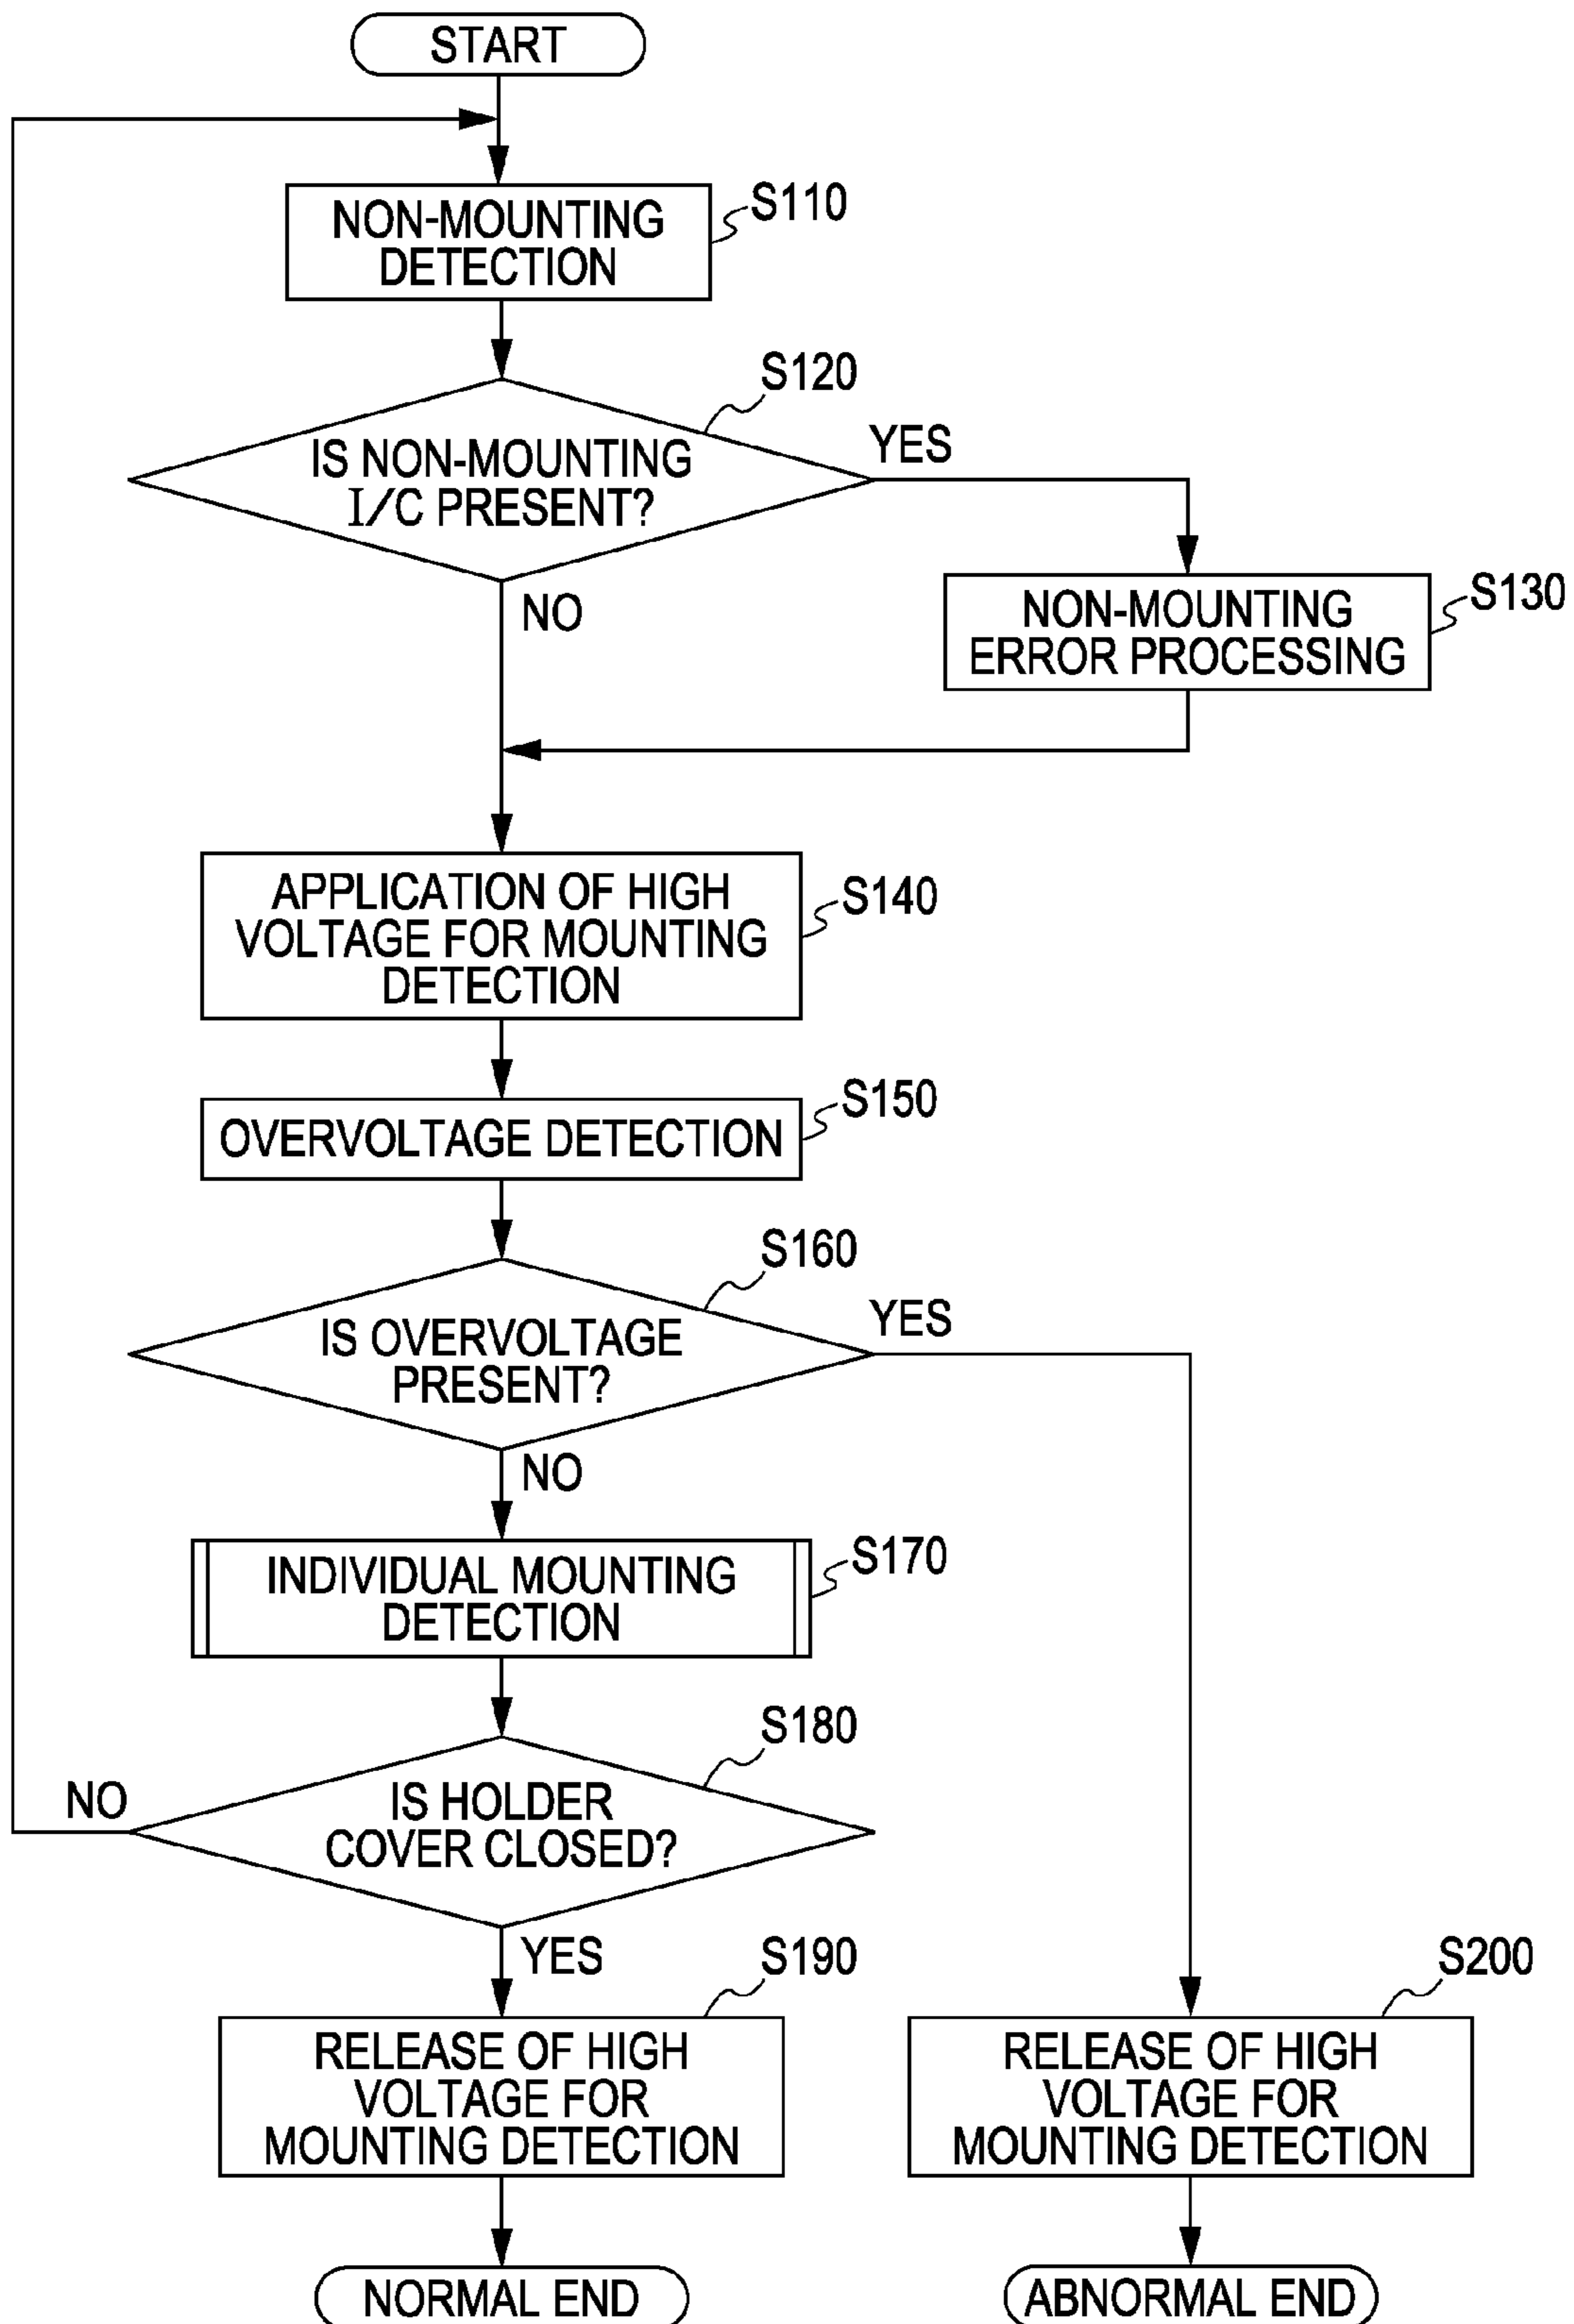 START
NON-MOUNTING
DETECTION
S110
S120
IS NON-MOUNTING
I/C PRESENT?
YES
NO
NON-MOUNTING
ERROR PROCESSING
S130
APPLICATION OF HIGH
VOLTAGE FOR MOUNTING
DETECTION
S140
OVERVOLTAGE DETECTION
S150
S160
IS OVERVOLTAGE
PRESENT?
YES
NO
INDIVIDUAL MOUNTING
DETECTION
S170
S180
IS HOLDER
COVER CLOSED?
NO
YES
S190
RELEASE OF HIGH
VOLTAGE FOR
MOUNTING DETECTION
S200
RELEASE OF HIGH
VOLTAGE FOR
MOUNTING DETECTION
NORMAL END
ABNORMAL END